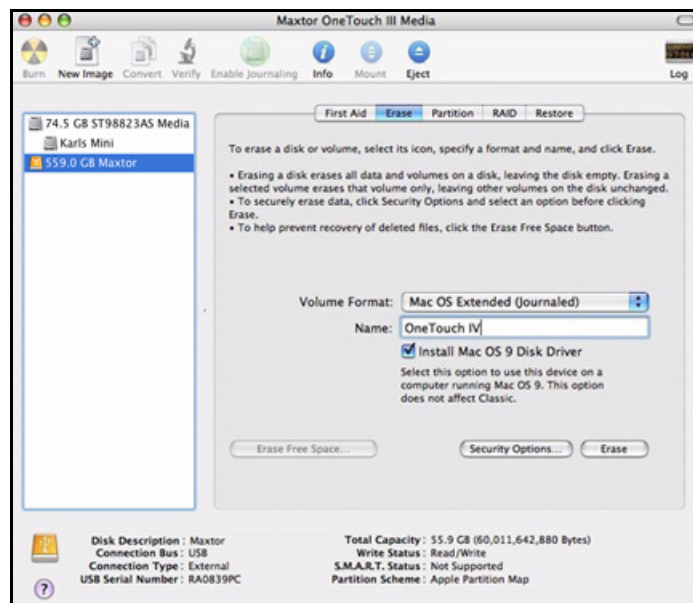 Maxtor OneTouch III Media
Burn New Image Convert Verify Enable Journaling Info Mount Eject Log
First Aid Erase Partition RAID Restore
74.5 GB ST98823AS Media
Karls Mini
559.0 GB Maxtor
To erase a disk or volume, select its icon, specify a format and name, and click Erase.
• Erasing a disk erases all data and volumes on a disk, leaving the disk empty. Erasing a
selected volume erases that volume only, leaving other volumes on the disk unchanged.
• To securely erase data, click Security Options and select an option before clicking
Erase.
• To help prevent recovery of deleted files, click the Erase Free Space button.
Volume Format: Mac OS Extended (Journaled)
Name: OneTouch IV
Install Mac OS 9 Disk Driver
Select this option to use this device on a
computer running Mac OS 9. This option
does not affect Classic.
Erase Free Space... Security Options... Erase
Disk Description : Maxtor Total Capacity : 55.9 GB (60,011,642,880 Bytes)
Connection Bus : USB Write Status : Read/Write
Connection Type : External S.M.A.R.T. Status : Not Supported
USB Serial Number : RA0839PC Partition Scheme : Apple Partition Map
?